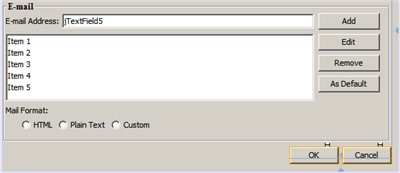 E-mail
E-mail Address: jTextField5 Add
Item 1 Edit
Item 2
Item 3 Remove
Item 4
Item 5 As Default
Mail Format:
HTML Plain Text Custom
OK Cancel